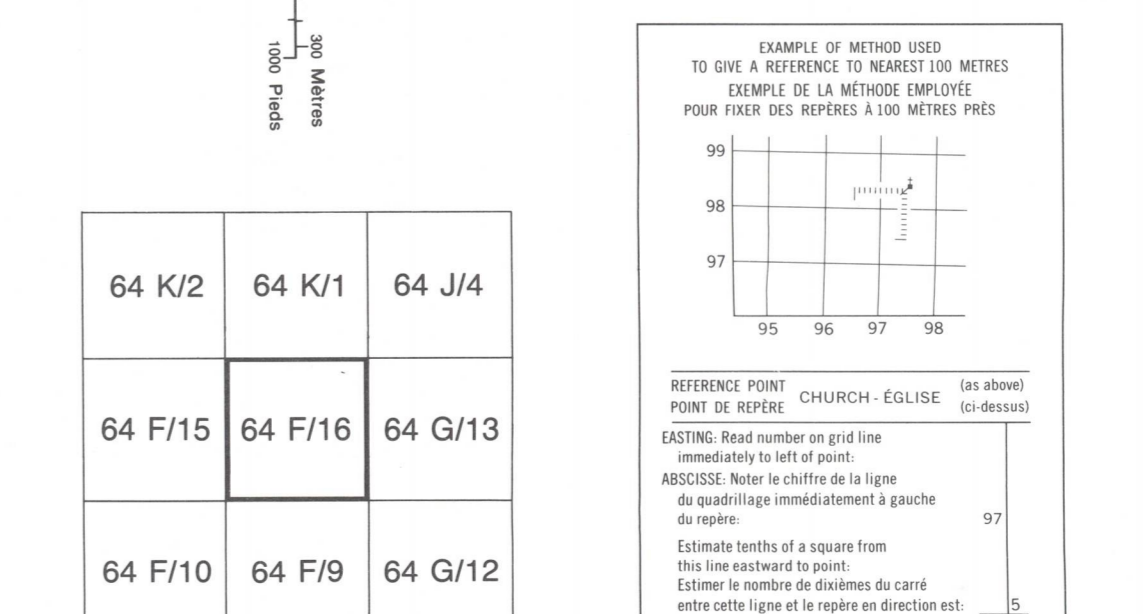 300 Mètres
1000 Pieds
64 K/2 64 K/1 64 J/4
64 F/15 64 F/16 64 G/13
64 F/10 64 F/9 64 G/12
EXAMPLE OF METHOD USED
TO GIVE A REFERENCE TO NEAREST 100 METRES
EXEMPLE DE LA MÉTHODE EMPLOYÉE
POUR FIXER DES REPÈRES À 100 MÈTRES PRÈS
99
98
97
95 96 97 98
REFERENCE POINT
POINT DE REPÈRE
CHURCH - ÉGLISE
(as above)
(ci-dessus)
EASTING: Read number on grid line
immediately to left of point:
ABSCISSE: Noter le chiffre de la ligne
du quadrillage immédiatement à gauche
du repère: 97
Estimate tenths of a square from
this line eastward to point:
Estimer le nombre de dixièmes du carré
entre cette ligne et le repère en direction est: 5